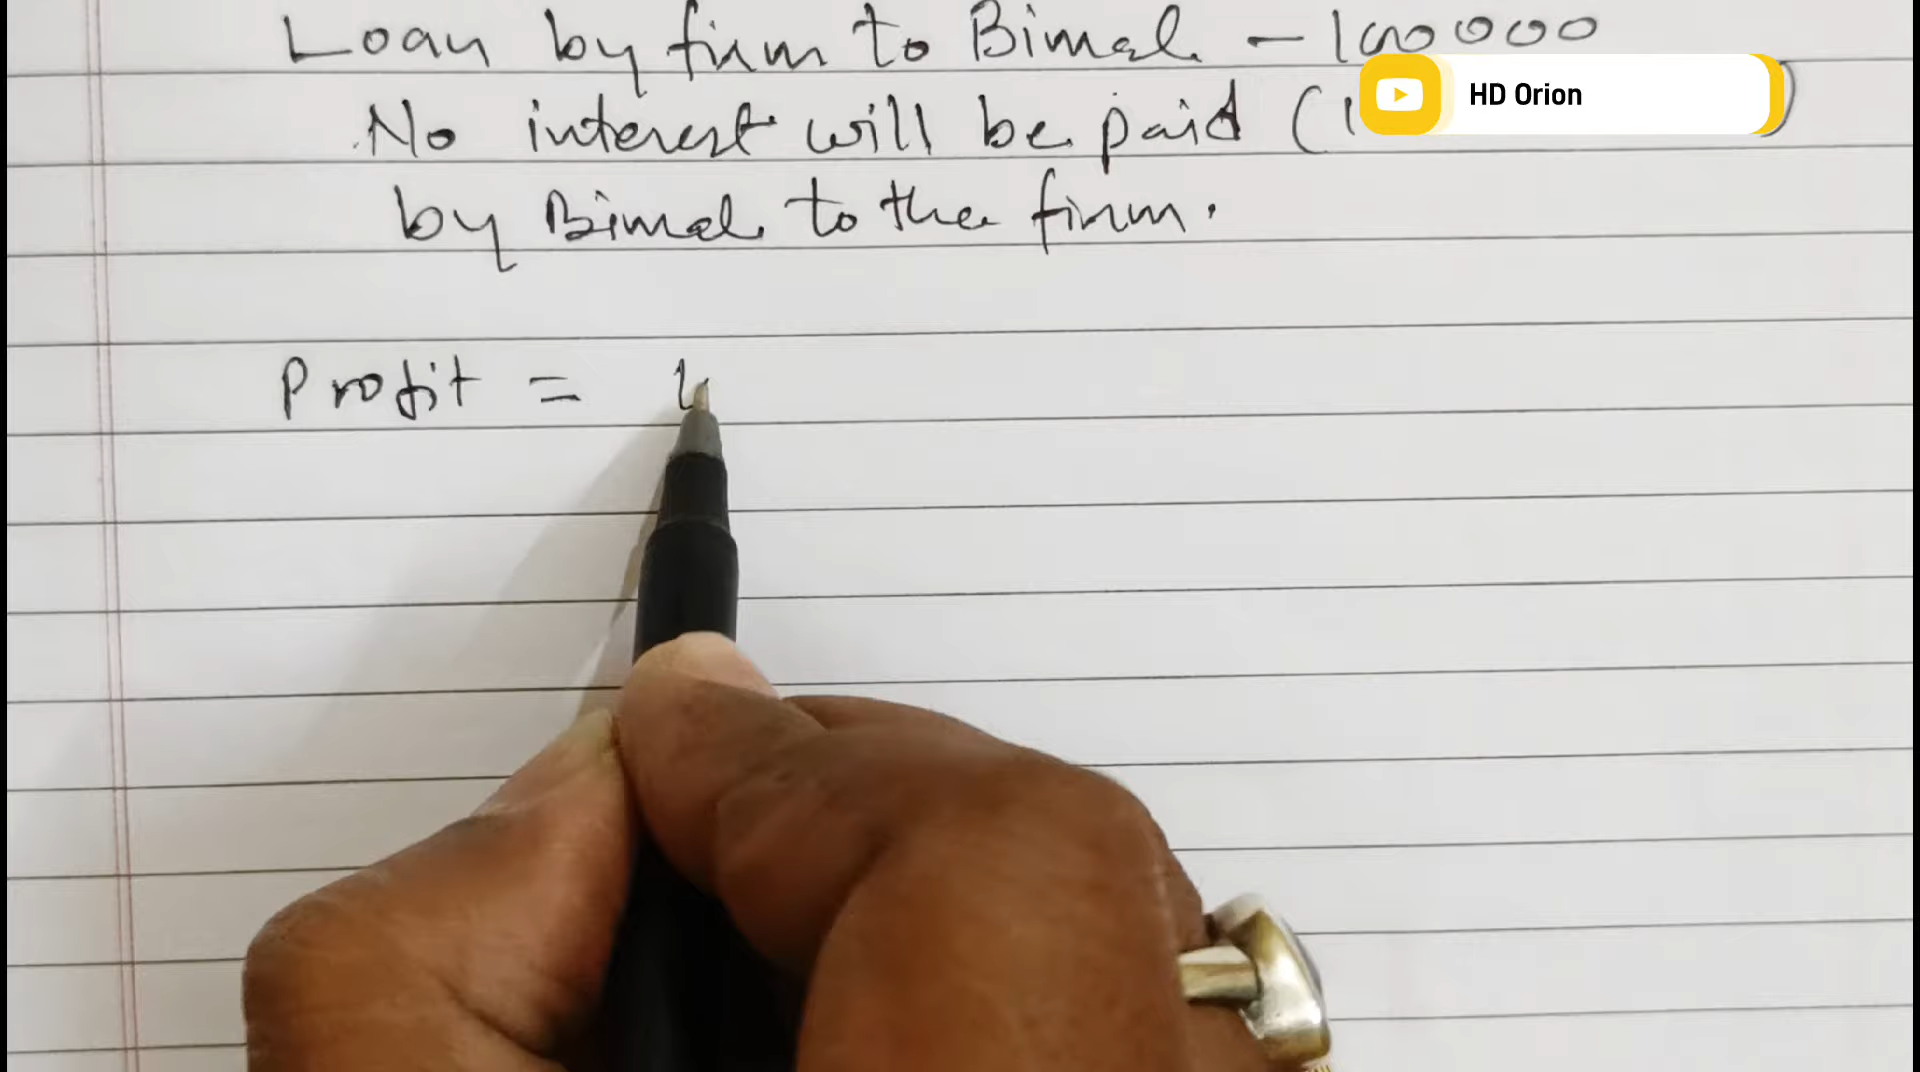 Loan by firm to Bimal - 100000
HD Orion
No interest will be paid (
by Bimal to the firm.
Profit =